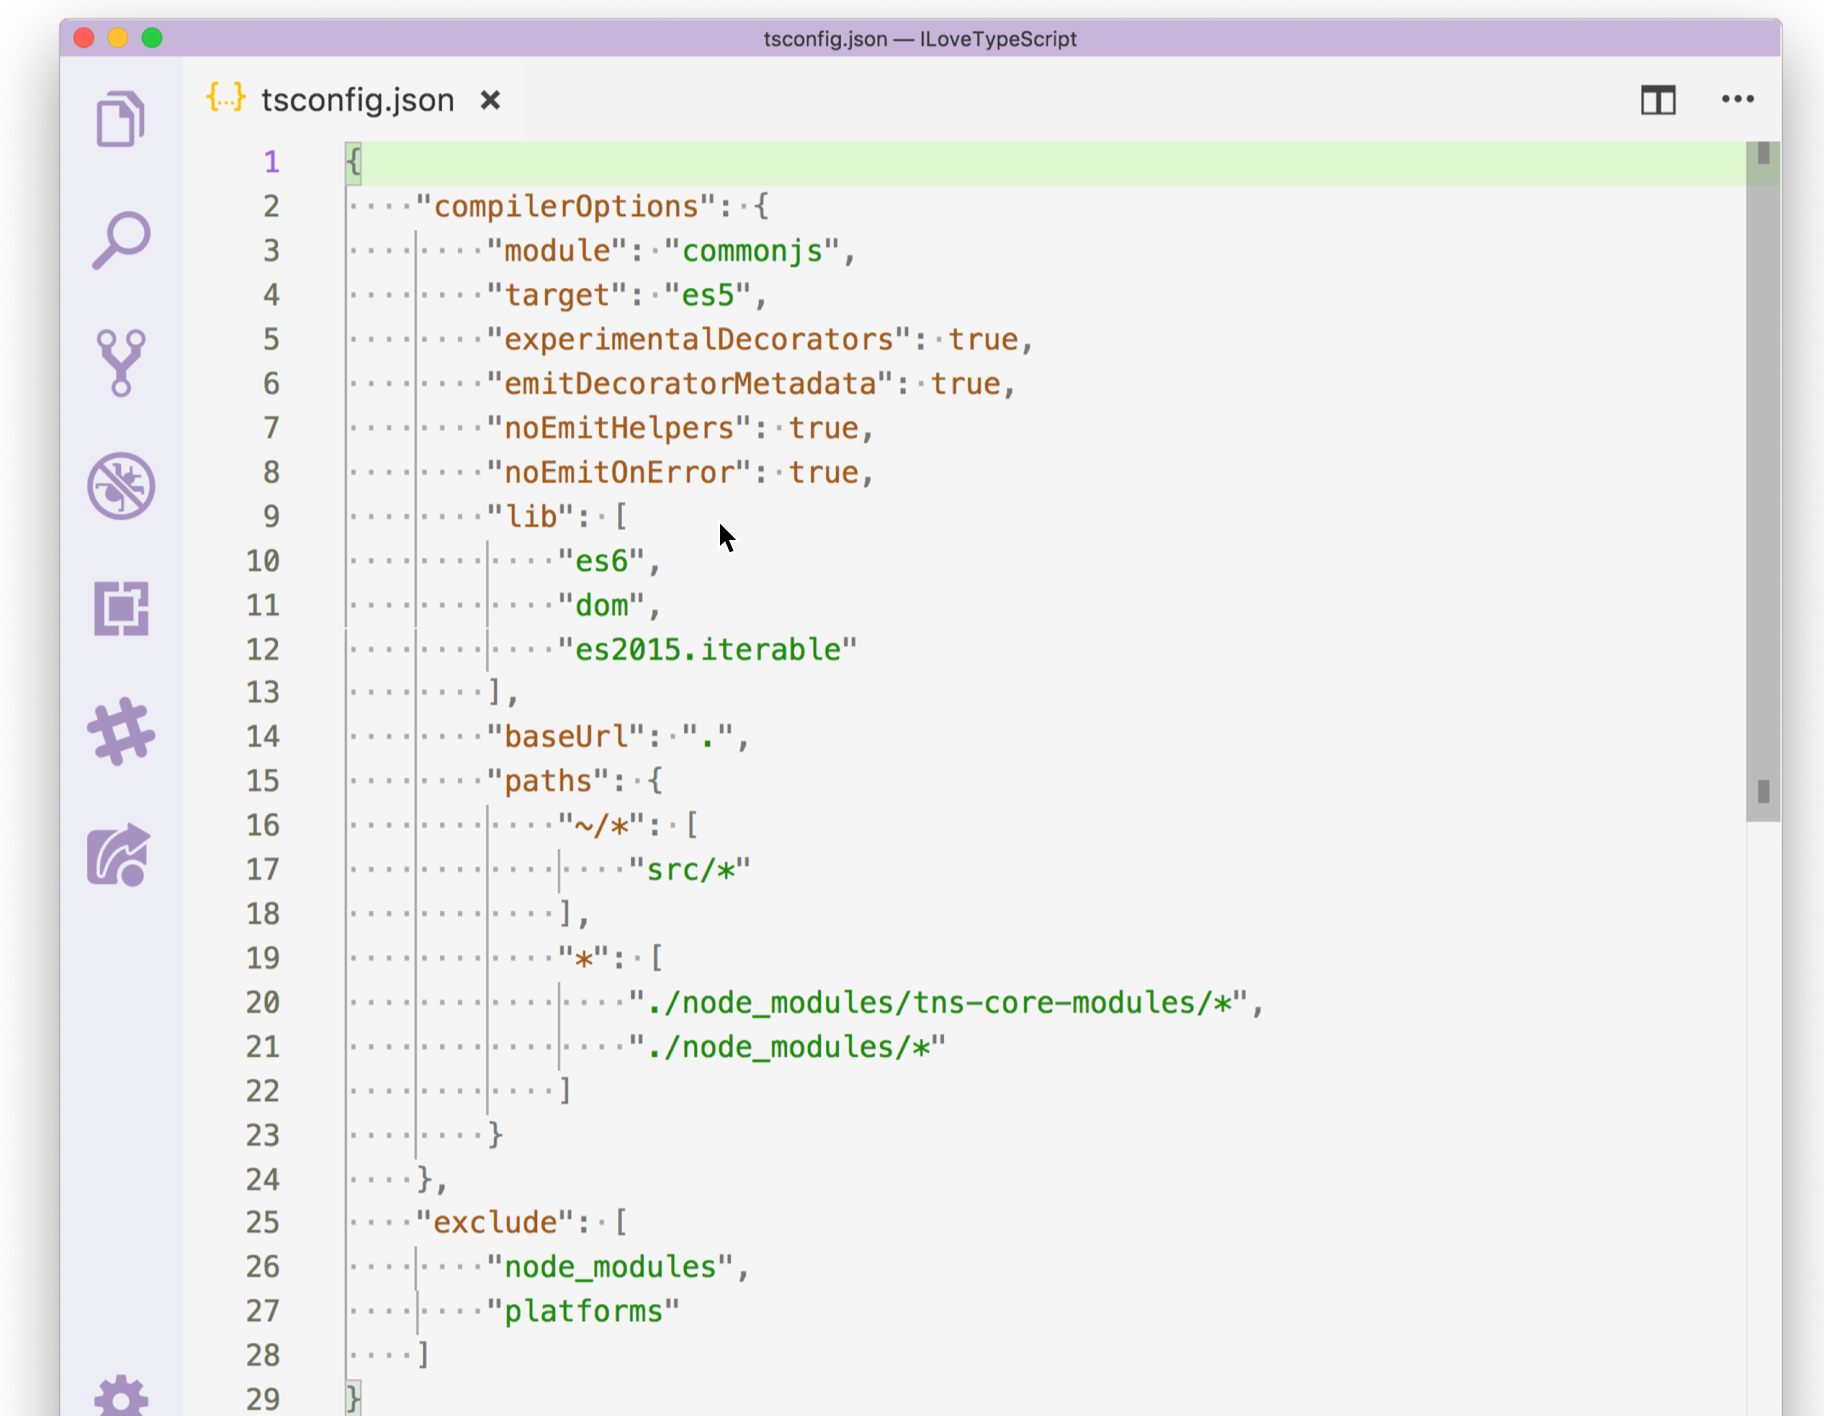 tsconfig.json — ILoveTypeScript
{...} tsconfig.json ×
1 {
2     "compilerOptions": {
3         "module": "commonjs",
4         "target": "es5",
5         "experimentalDecorators": true,
6         "emitDecoratorMetadata": true,
7         "noEmitHelpers": true,
8         "noEmitOnError": true,
9         "lib": [
10             "es6",
11             "dom",
12             "es2015.iterable"
13         ],
14         "baseUrl": ".",
15         "paths": {
16             "~/*": [
17                 "src/*"
18             ],
19             "*": [
20                 "./node_modules/tns-core-modules/*",
21                 "./node_modules/*"
22             ]
23         }
24     },
25     "exclude": [
26         "node_modules",
27         "platforms"
28     ]
29 }